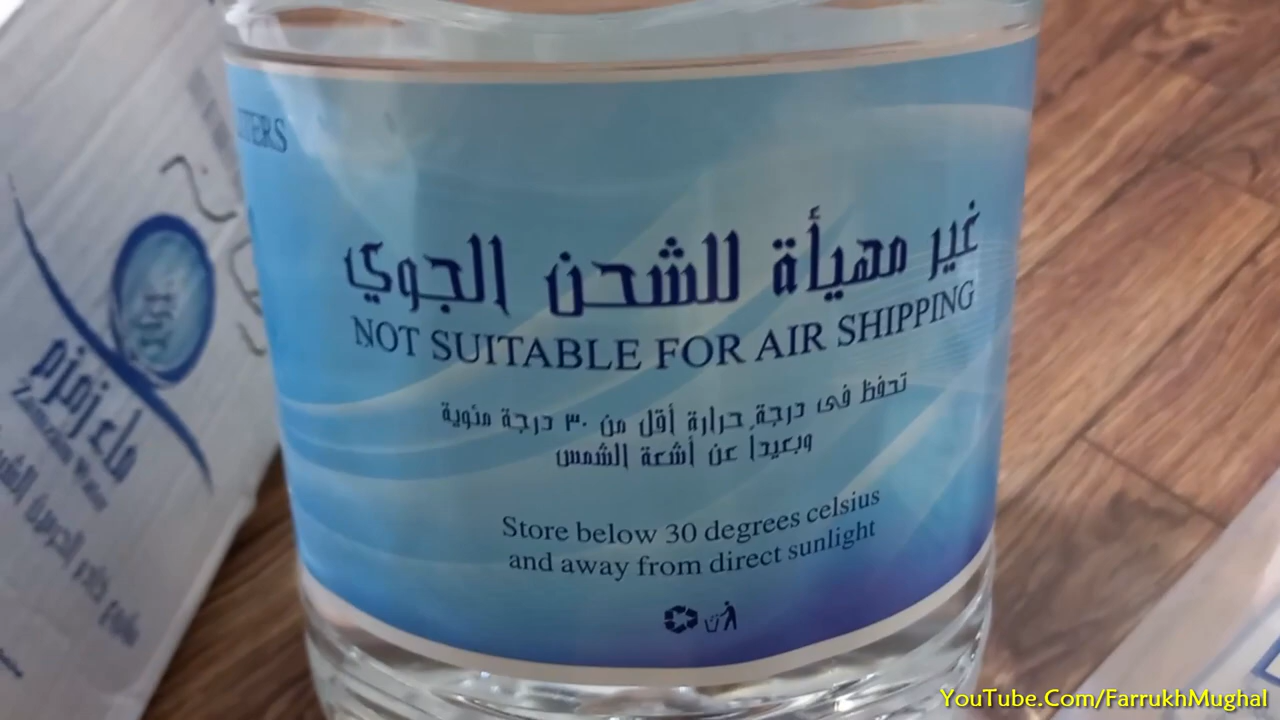 غير مهيأة للشحن الجوي
NOT SUITABLE FOR AIR SHIPPING
تحفظ فى درجة حرارة أقل من ٣٠ درجة مئوية
وبعيداً عن أشعة الشمس
Store below 30 degrees celsius
and away from direct sunlight
ماء زمزم
Zamzam Water
YouTube.Com/FarrukhMughal